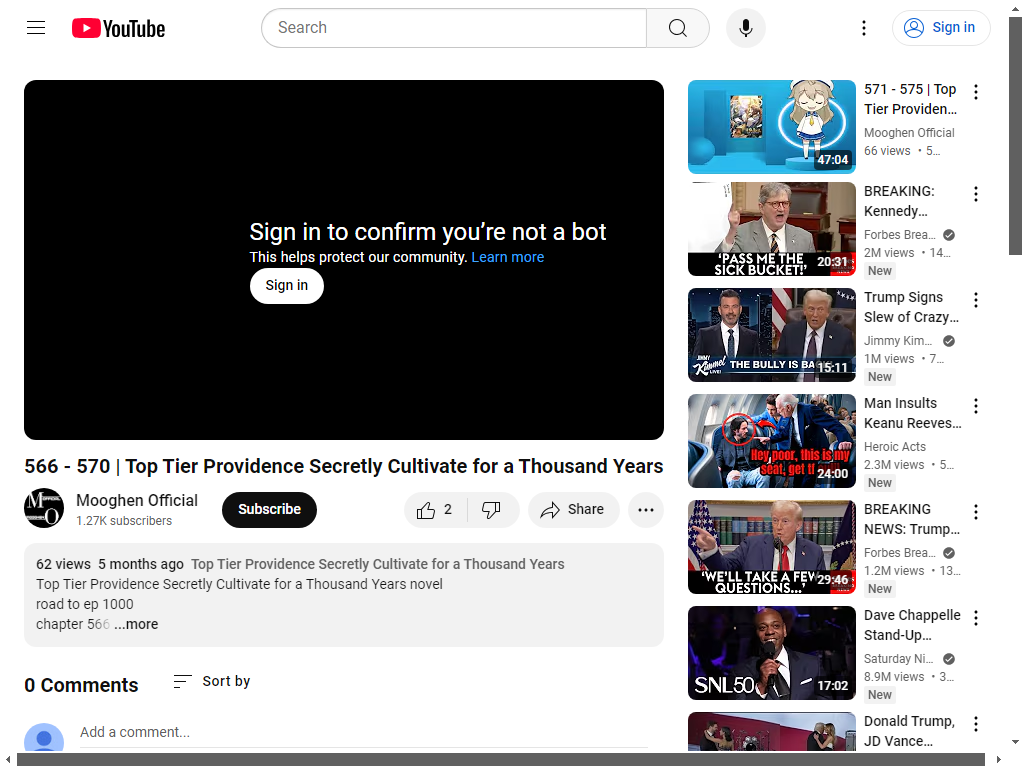 YouTube
Search
Sign in
Sign in to confirm you're not a bot
This helps protect our community. Learn more
Sign in
566 - 570 | Top Tier Providence Secretly Cultivate for a Thousand Years
Mooghen Official
1.27K subscribers
Subscribe
2
Share
62 views 5 months ago Top Tier Providence Secretly Cultivate for a Thousand Years
Top Tier Providence Secretly Cultivate for a Thousand Years novel
road to ep 1000
chapter 566 ...more
0 Comments
Sort by
Add a comment...
47:04
571 - 575 | Top
Tier Providen...
Mooghen Official
66 views • 5...
'PASS ME THE
SICK BUCKET!'
20:31
BREAKING:
Kennedy...
Forbes Brea...
2M views • 14...
New
JIMMY
Kimmel
LIVE!
THE BULLY IS BA
15:11
Trump Signs
Slew of Crazy...
Jimmy Kim...
1M views • 7...
New
Hey poor, this is my
seat, get
24:00
Man Insults
Keanu Reeves...
Heroic Acts
2.3M views • 5...
New
'WE'LL TAKE A FEW
QUESTIONS...'
29:46
BREAKING
NEWS: Trump...
Forbes Brea...
1.2M views • 13...
New
SNL50
17:02
Dave Chappelle
Stand-Up...
Saturday Ni...
8.9M views • 3...
New
Donald Trump,
JD Vance...